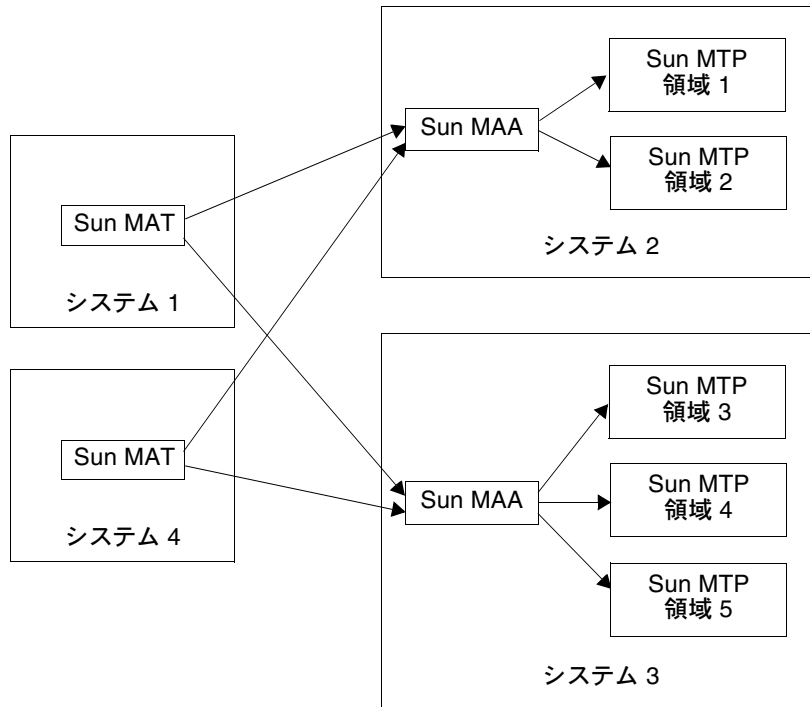 Sun MAT
システム 1
Sun MAT
システム 4
Sun MAA
Sun MTP
領域 1
Sun MTP
領域 2
システム 2
Sun MAA
Sun MTP
領域 3
Sun MTP
領域 4
Sun MTP
領域 5
システム 3